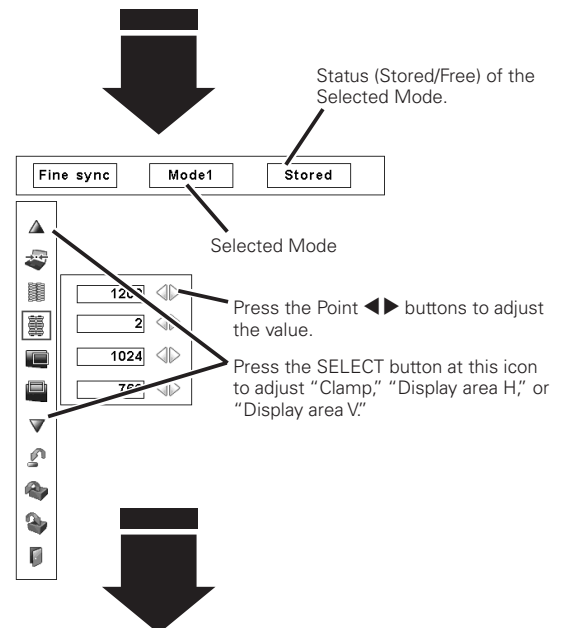 Status (Stored/Free) of the
Selected Mode.
Fine sync
Mode1
Stored
Selected Mode
Press the Point ◀▶ buttons to adjust
the value.
2
1024
Press the SELECT button at this icon
to adjust “Clamp,” “Display area H,” or
“Display area V.”